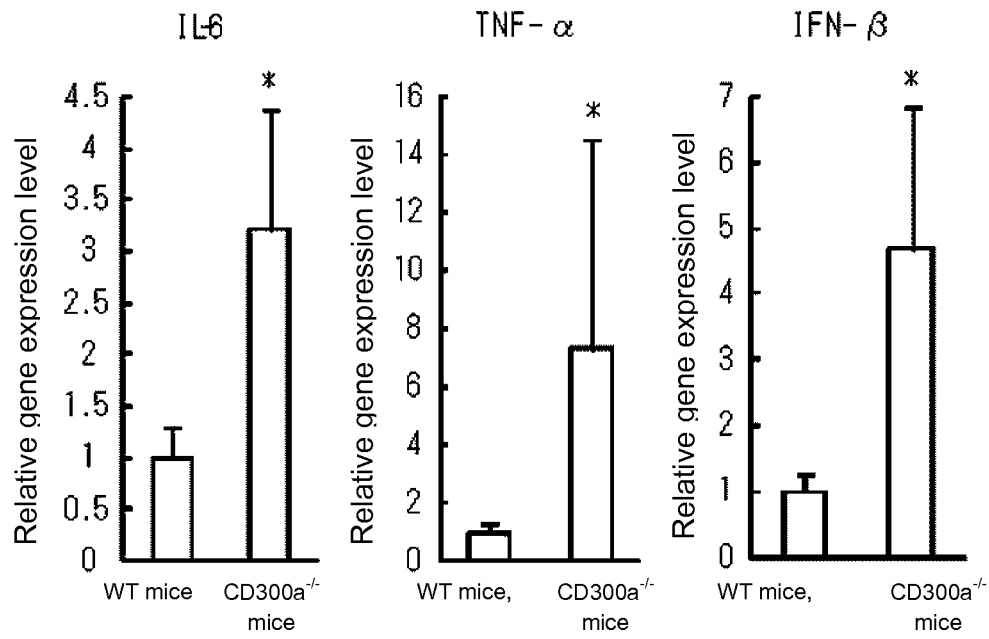 IL-6
*
Relative gene expression level
4.5
4
3.5
3
2.5
2
1.5
1
0.5
0
WT mice
CD300a-/-
mice
TNF-α
*
Relative gene expression level
16
14
12
10
8
6
4
2
0
WT mice,
CD300a-/-
mice
IFN-β
*
Relative gene expression level
7
6
5
4
3
2
1
0
WT mice,
CD300a-/-
mice